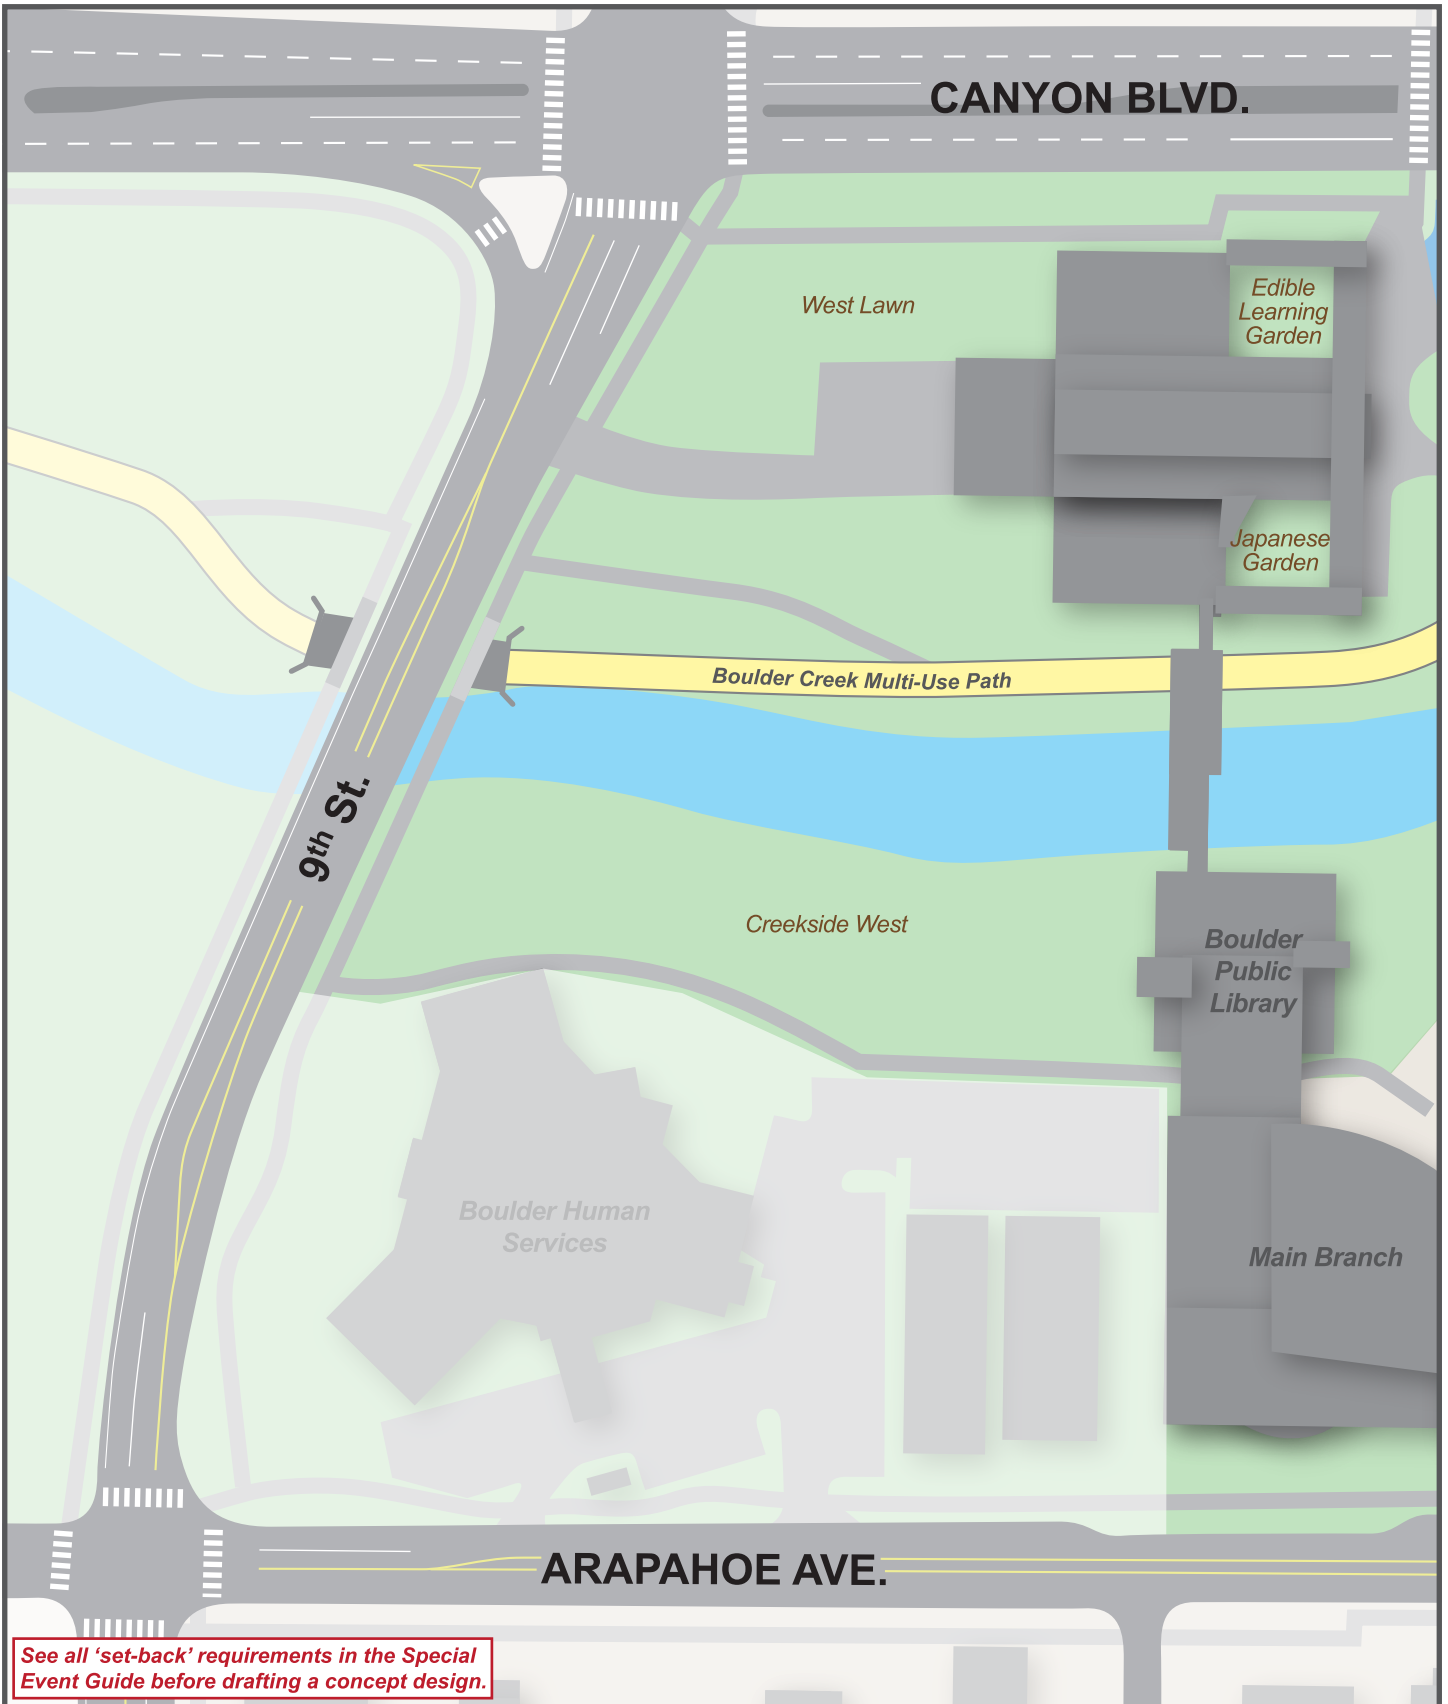 CANYON BLVD.
West Lawn
Edible
Learning
Garden
Japanese
Garden
Boulder Creek Multi-Use Path
9th St.
Creekside West
Boulder
Public
Library
Boulder Human
Services
Main Branch
ARAPAHOE AVE.
See all ‘set-back’ requirements in the Special
Event Guide before drafting a concept design.